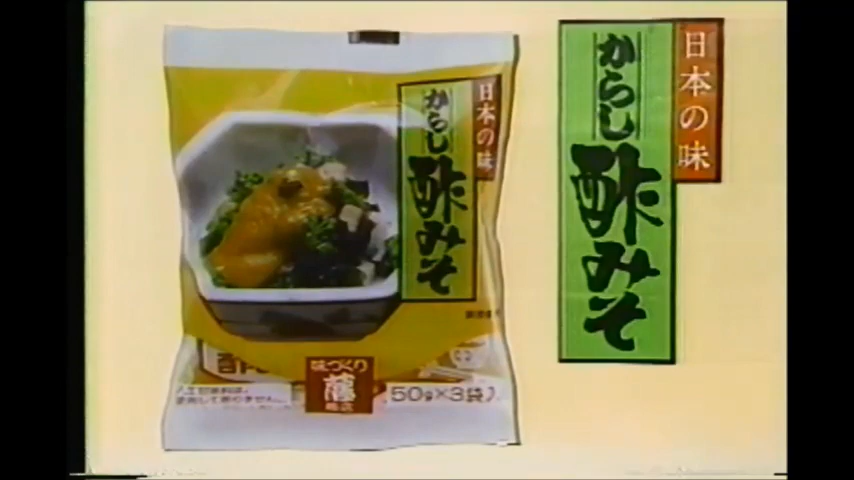 日本の味
からし
酢みそ
日本の味
からし
酢みそ
味づくり
50g×3袋入